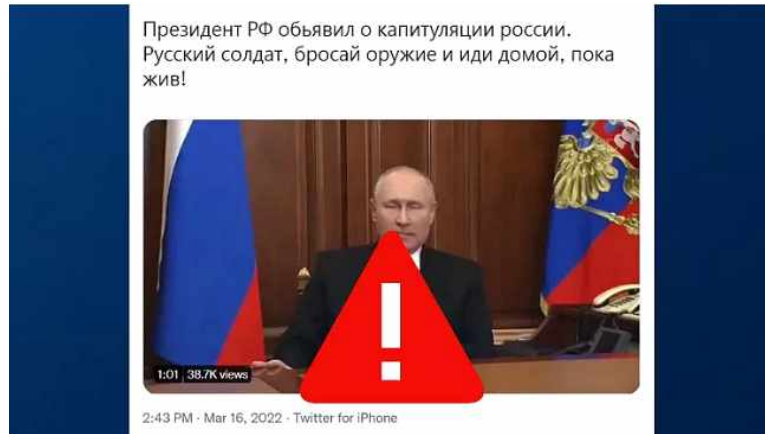 Президент РФ обьявил о капитуляции россии.
Русский солдат, бросай оружие и иди домой, пока
жив!
!
1:01 38.7K views
2:43 PM · Mar 16, 2022 · Twitter for iPhone